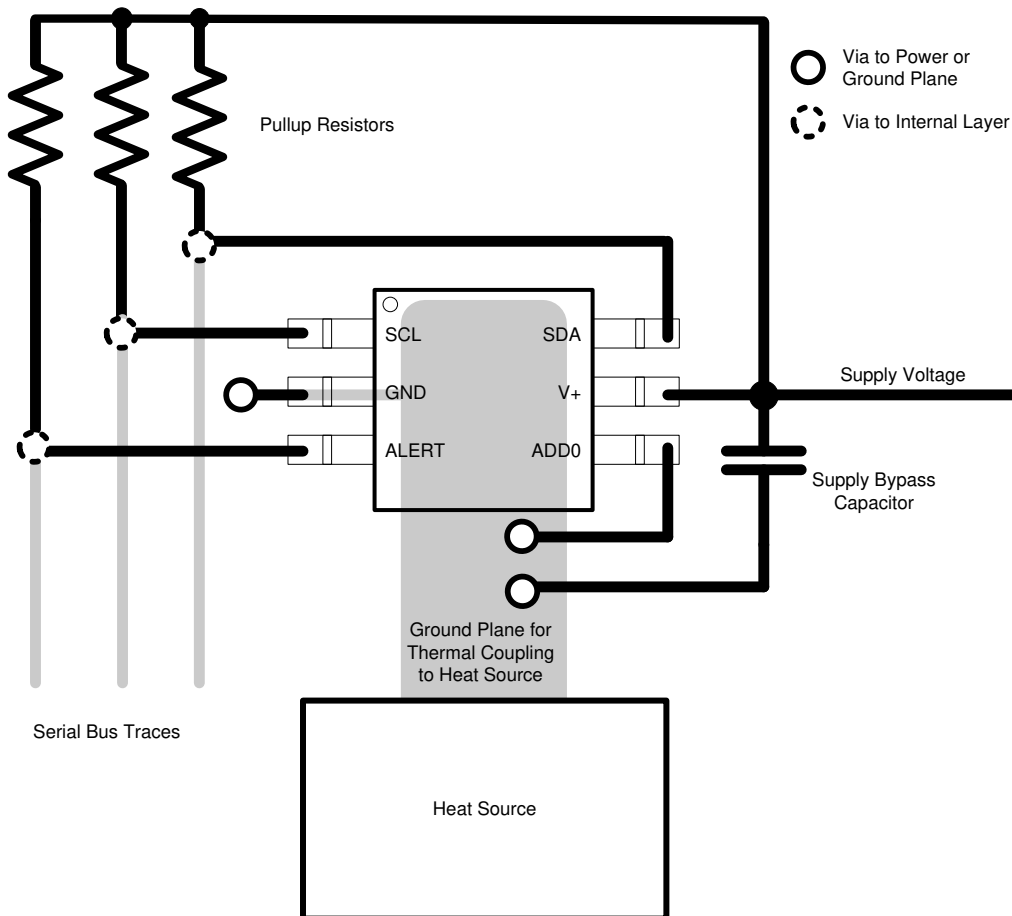 Via to Power or
Ground Plane
Via to Internal Layer
Pullup Resistors
SCL
SDA
GND
V+
ALERT
ADD0
Supply Voltage
Supply Bypass
Capacitor
Ground Plane for
Thermal Coupling
to Heat Source
Serial Bus Traces
Heat Source